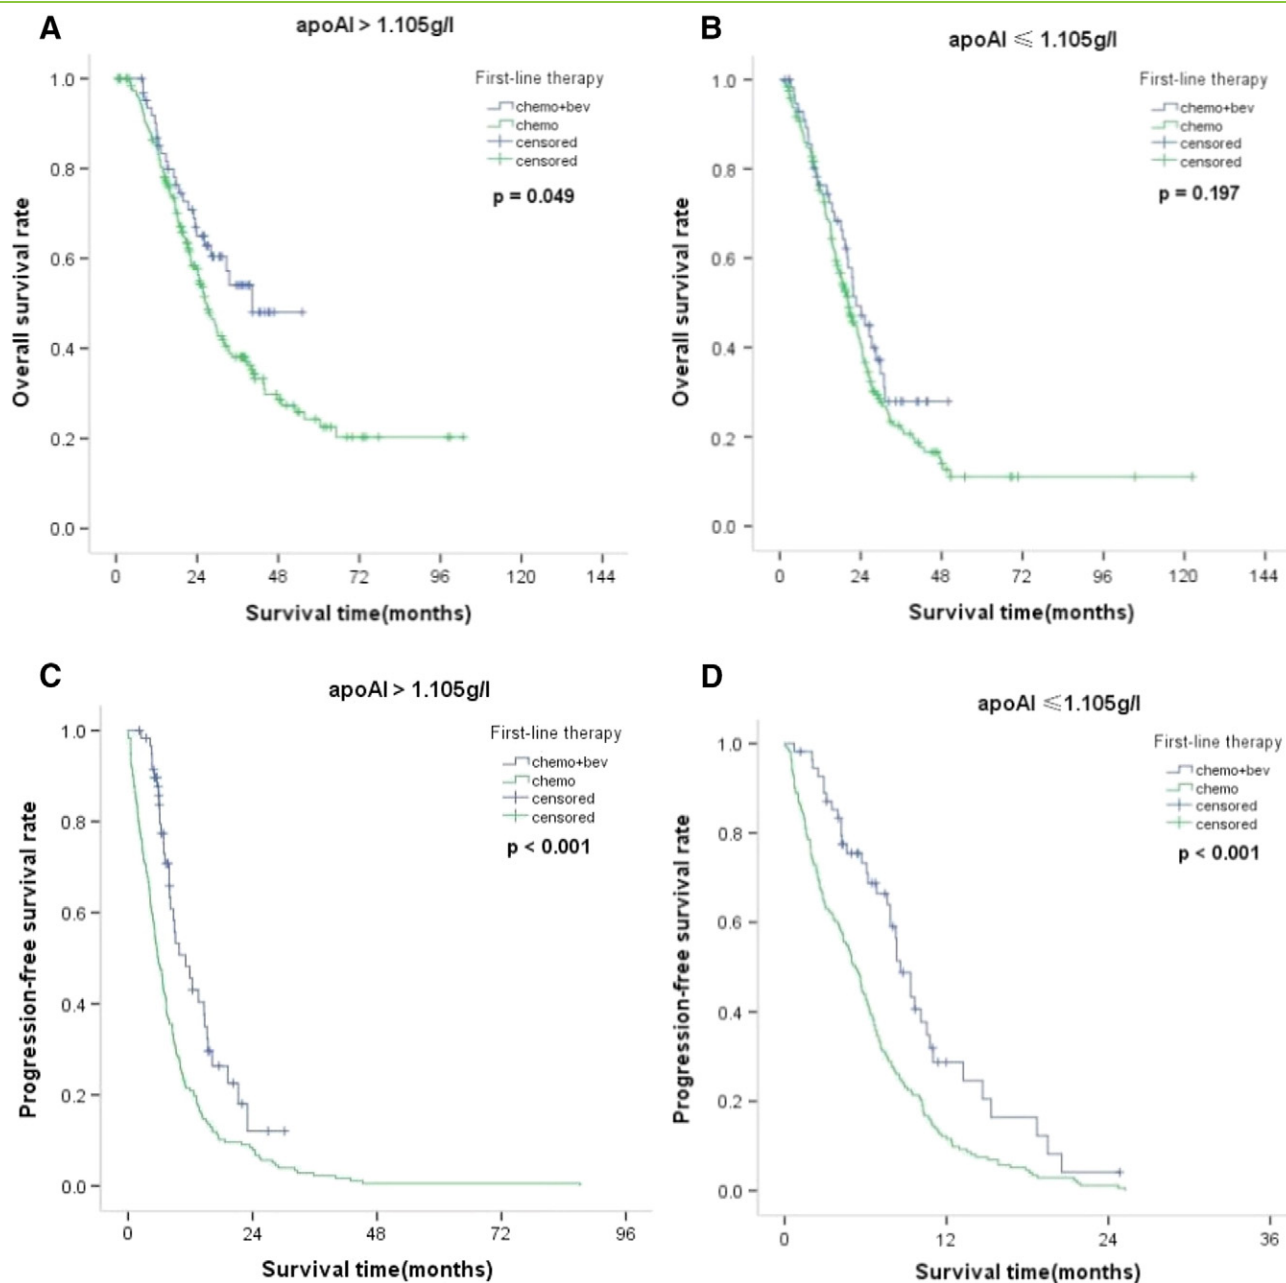 A
apoAI > 1.105g/l
First-line therapy
chemo+bev
chemo
censored
censored
p = 0.049
Overall survival rate
1.0
0.8
0.6
0.4
0.2
0.0
0 24 48 72 96 120 144
Survival time(months)
B
apoAI ⩽ 1.105g/l
First-line therapy
chemo+bev
chemo
censored
censored
p = 0.197
Overall survival rate
1.0
0.8
0.6
0.4
0.2
0.0
0 24 48 72 96 120 144
Survival time(months)
C
apoAI > 1.105g/l
First-line therapy
chemo+bev
chemo
censored
censored
p < 0.001
Progression-free survival rate
1.0
0.8
0.6
0.4
0.2
0.0
0 24 48 72 96
Survival time(months)
D
apoAI ⩽1.105g/l
First-line therapy
chemo+bev
chemo
censored
censored
p < 0.001
Progression-free survival rate
1.0
0.8
0.6
0.4
0.2
0.0
0 12 24 36
Survival time(months)